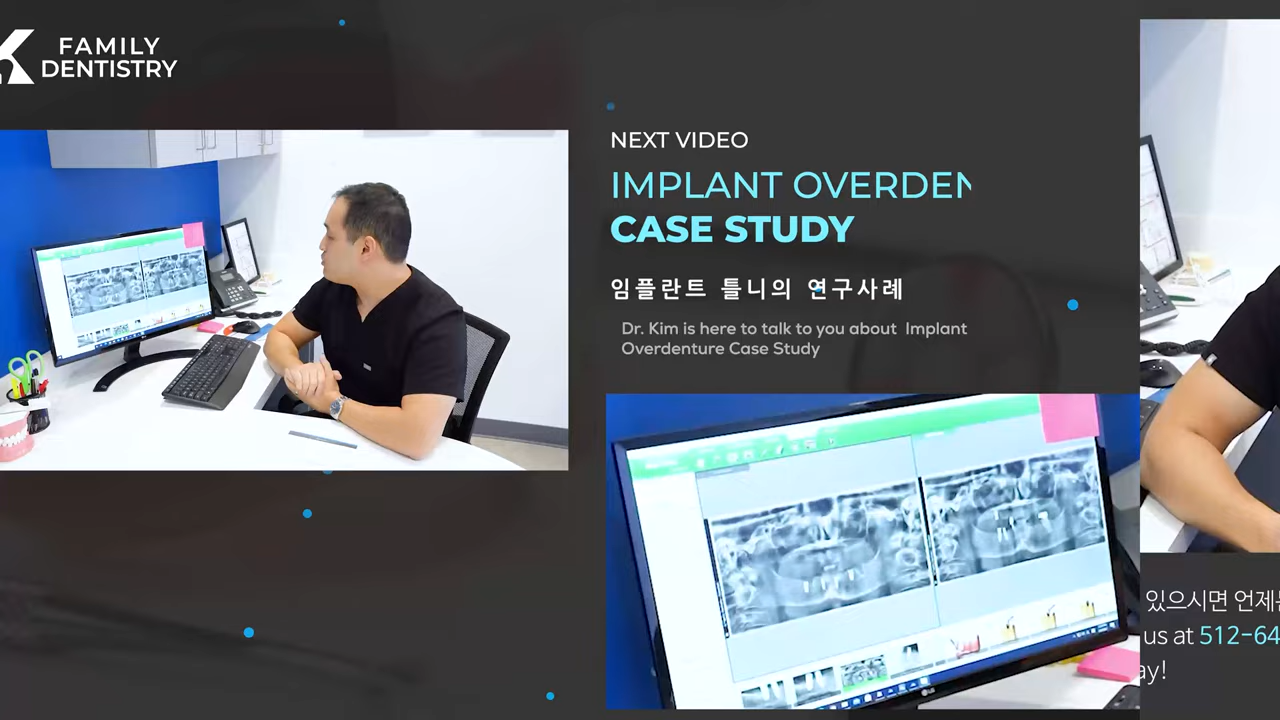 FAMILY
DENTISTRY
NEXT VIDEO
IMPLANT OVERDEN
CASE STUDY
임플란트 틀니의 연구사례
Dr. Kim is here to talk to you about Implant
Overdenture Case Study
있으시면 언제
us at 512-64
ay!
LG